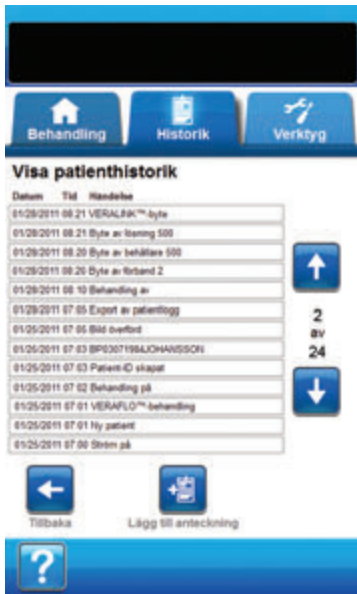 Behandling
Historik
Verktyg
Visa patienthistorik
Datum Tid Händelse
01/28/2011 08.21 VERALINK™-byte
01/28/2011 08.21 Byte av lösning 500
01/28/2011 08.20 Byte av behållare 500
01/28/2011 08.20 Byte av förband 2
01/28/2011 08.10 Behandling av
01/28/2011 07.05 Export av patientlogg
01/25/2011 07.05 Bild överförd
01/25/2011 07.03 BP03071984JOHANSSON
01/25/2011 07.03 Patient-ID skapat
01/25/2011 07.02 Behandling på
01/25/2011 07.01 VERAFLO™-behandling
01/25/2011 07.01 Ny patient
01/25/2011 07.00 Ström på
2
av
24
Tillbaka
Lägg till anteckning
?